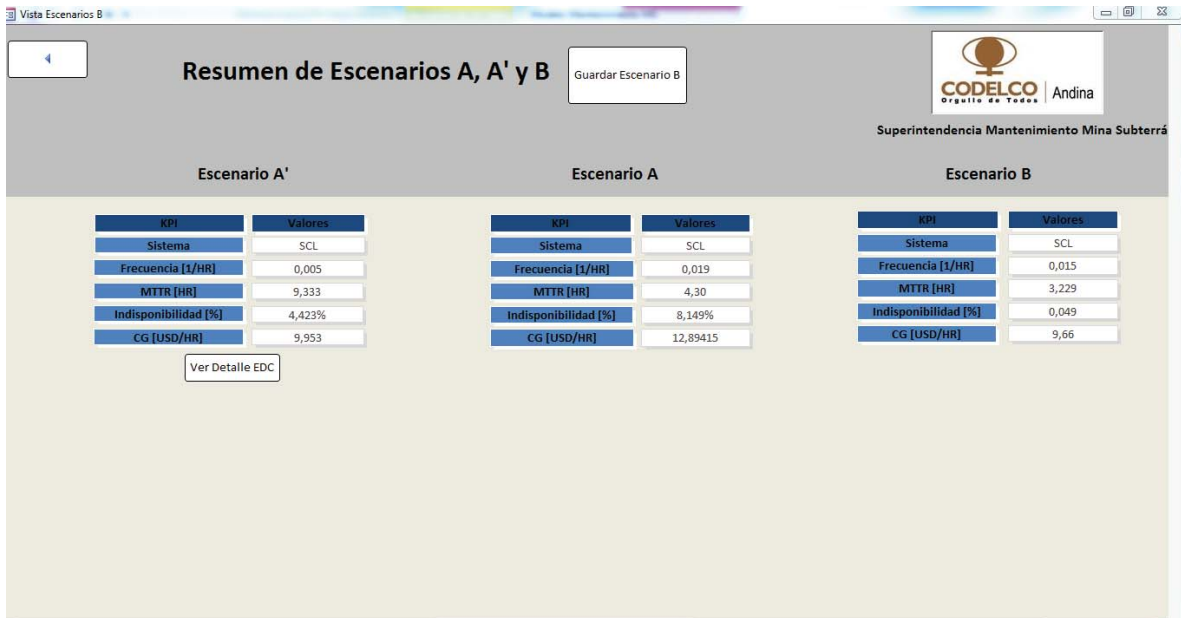 Vista Escenarios B
Resumen de Escenarios A, A' y B
Guardar Escenario B
CODELCO
Orgullo de Todos
Andina
Superintendencia Mantenimiento Mina Subterrá
Escenario A'
Escenario A
Escenario B
KPI Valores
Sistema SCL
Frecuencia [1/HR] 0,005
MTTR [HR] 9,333
Indisponibilidad [%] 4,423%
CG [USD/HR] 9,953
Ver Detalle EDC
KPI Valores
Sistema SCL
Frecuencia [1/HR] 0,019
MTTR [HR] 4,30
Indisponibilidad [%] 8,149%
CG [USD/HR] 12,89415
KPI Valores
Sistema SCL
Frecuencia [1/HR] 0,015
MTTR [HR] 3,229
Indisponibilidad [%] 0,049
CG [USD/HR] 9,66